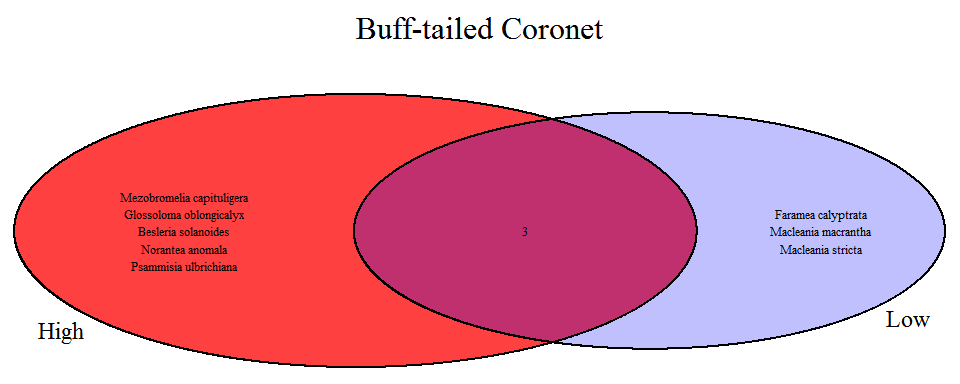 Buff-tailed Coronet
Mezobromelia capituligera
Glossoloma oblongicalyx
Besleria solanoides
Norantea anomala
Psammisia ulbrichiana
3
Faramea calyptrata
Macleania macrantha
Macleania stricta
High
Low